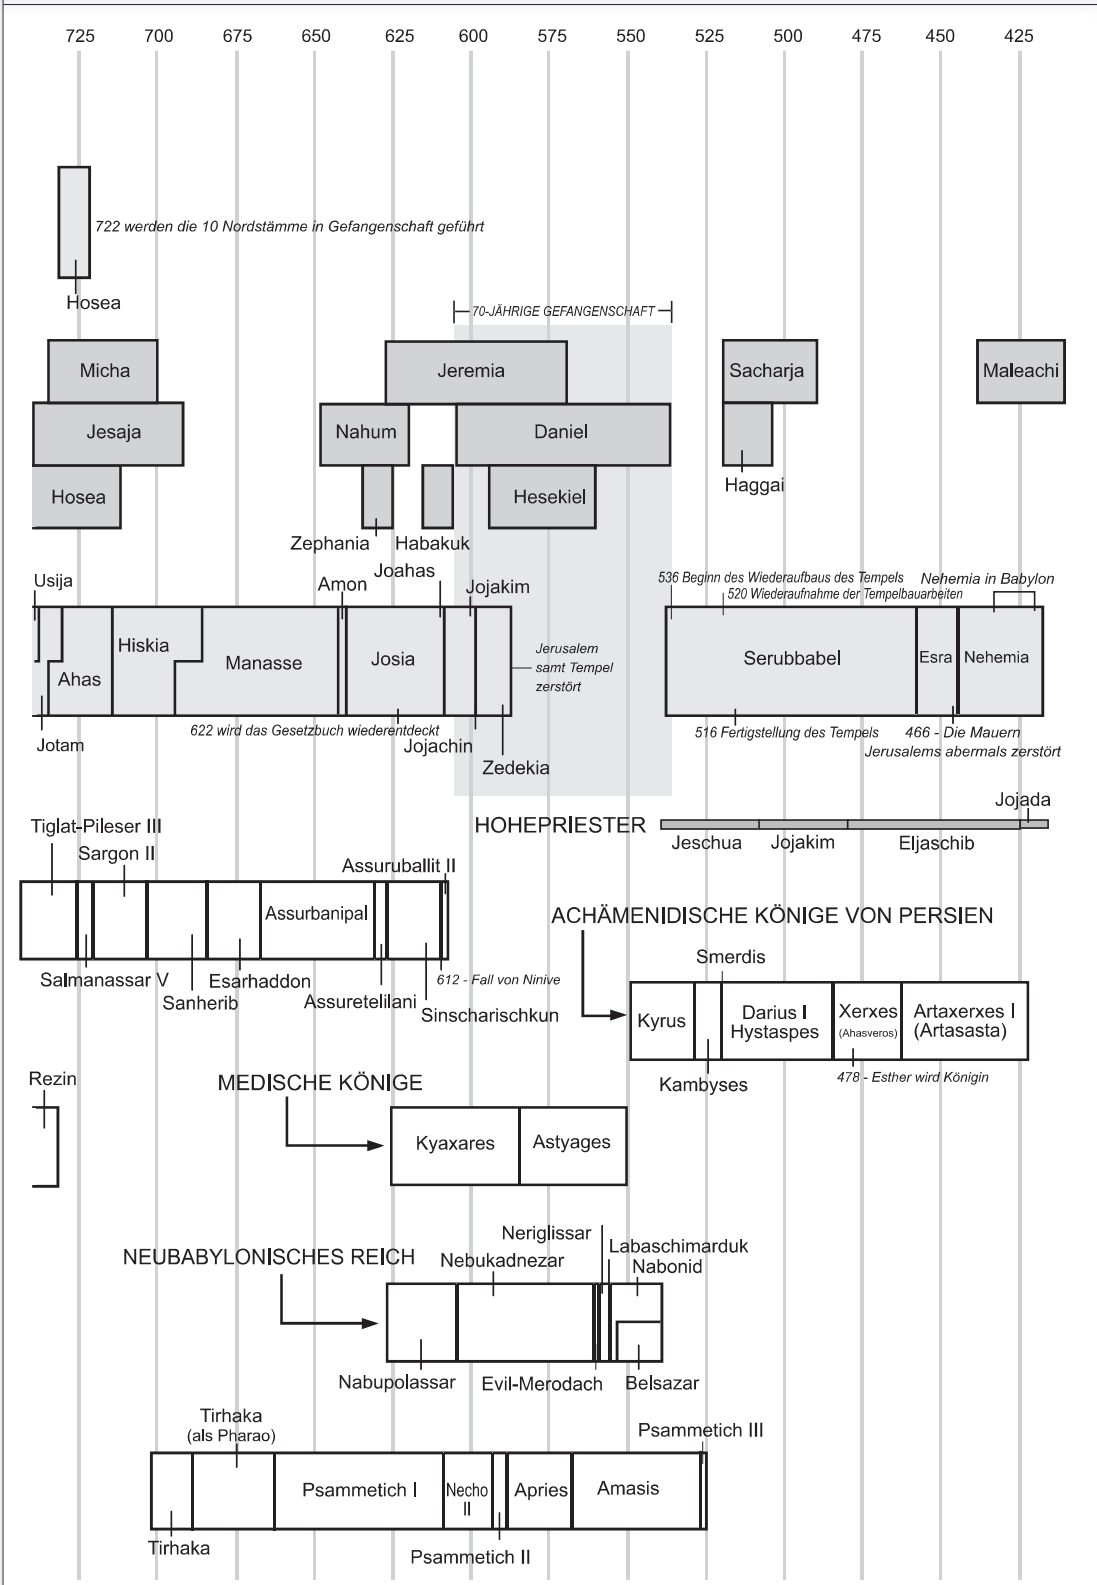 725 700 675 650 625 600 575 550 525 500 475 450 425
722 werden die 10 Nordstämme in Gefangenschaft geführt
Hosea
70-JÄHRIGE GEFANGENSCHAFT
Micha
Jeremia
Sacharja
Maleachi
Jesaja
Nahum
Daniel
Haggai
Hosea
Hesekiel
Zephania
Habakuk
Usija
Amon
Joahas
Jojakim
536 Beginn des Wiederaufbaus des Tempels
520 Wiederaufnahme der Tempelbauarbeiten
Nehemia in Babylon
Ahas
Hiskia
Manasse
Josia
Jerusalem
samt Tempel
zerstört
Serubbabel
Esra
Nehemia
Jotam
622 wird das Gesetzbuch wiederentdeckt
Jojachin
Zedekia
516 Fertigstellung des Tempels
466 - Die Mauern
Jerusalems abermals zerstört
HOHEPRIESTER
Jeschua
Jojakim
Eljaschib
Jojada
Tiglat-Pileser III
Sargon II
Assuruballit II
Assurbanipal
Salmanassar V
Sanherib
Esarhaddon
Assuretelilani
612 - Fall von Ninive
Sinscharischkun
ACHÄMENIDISCHE KÖNIGE VON PERSIEN
Smerdis
Kyrus
Darius I
Hystaspes
Xerxes
(Ahasveros)
Artaxerxes I
(Artasasta)
Kambyses
478 - Esther wird Königin
Rezin
MEDISCHE KÖNIGE
Kyaxares
Astyages
NEUBABYLONISCHES REICH
Neriglissar
Nebukadnezar
Labaschimarduk
Nabonid
Nabupolassar
Evil-Merodach
Belsazar
Tirhaka
(als Pharao)
Psammetich III
Psammetich I
Necho
II
Apries
Amasis
Tirhaka
Psammetich II